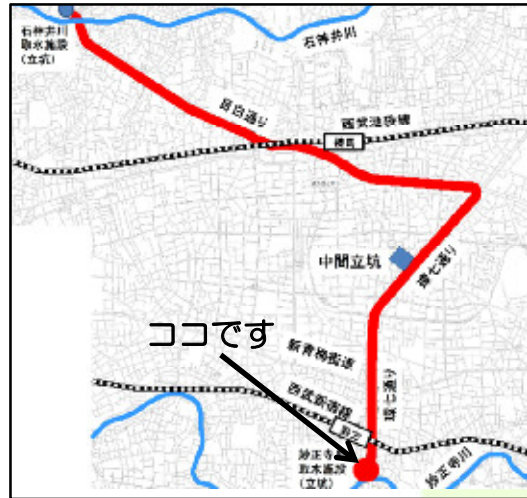 石神井川
取水施設
(立坑)
石神井川
目白通り
西武池袋線
練馬
中間立坑
環七通り
ココです
新青梅街道
環七通り
西武新宿線
野方
妙正寺川
取水施設
(立坑)
妙正寺川